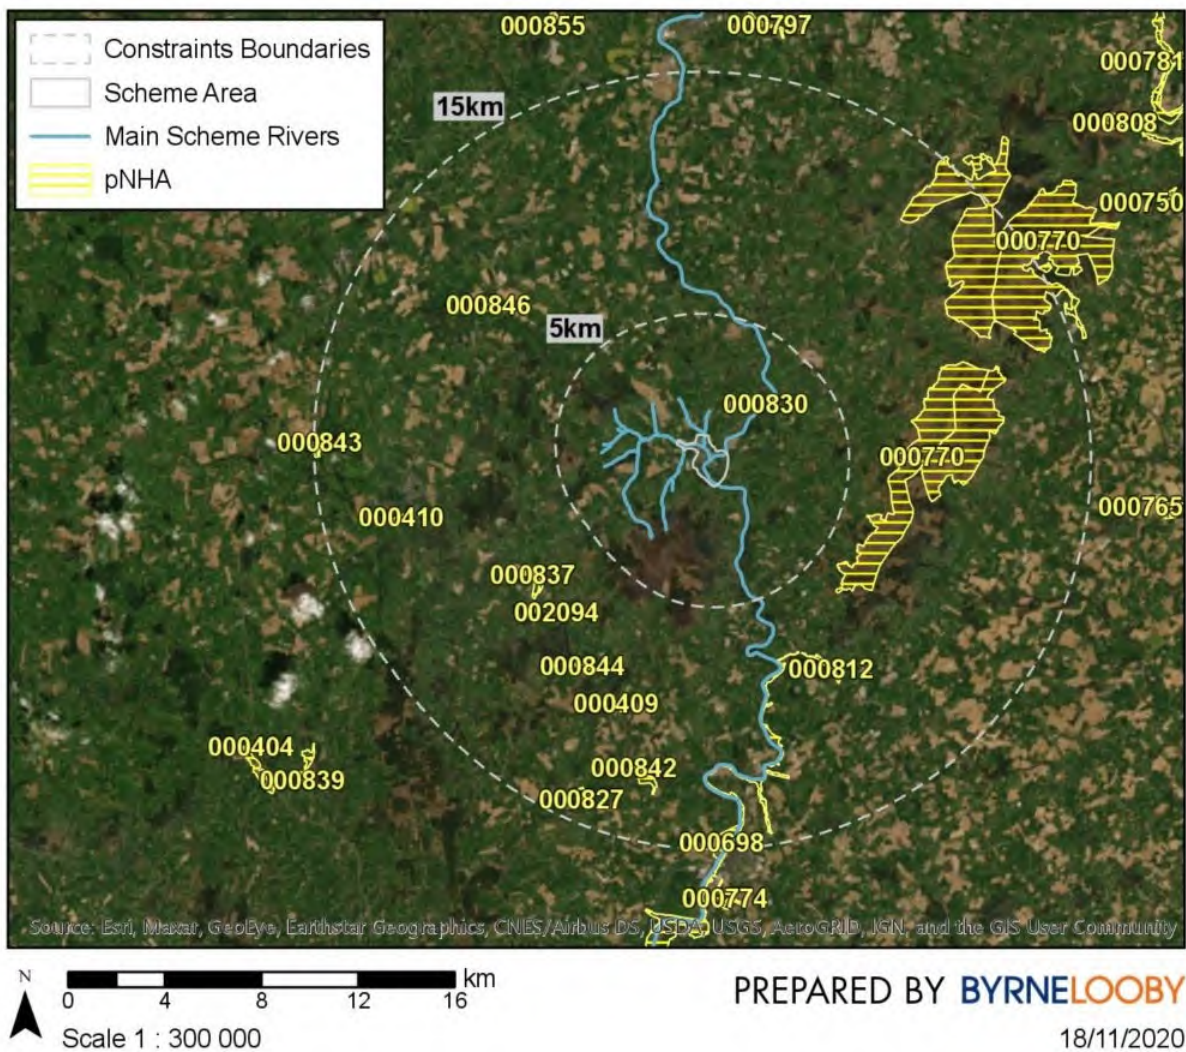 Constraints Boundaries
Scheme Area
Main Scheme Rivers
pNHA
000855
000797
000781
15km
000808
000750
000770
000846
5km
000830
000843
000770
000765
000410
000837
002094
000844
000812
000409
000404
000842
000839
000827
000698
000774
Source: Esri, Maxar, GeoEye, Earthstar Geographics, CNES/Airbus DS, USDA, USGS, AeroGRID, IGN, and the GIS User Community
N
km
0 4 8 12 16
Scale 1 : 300 000
PREPARED BY BYRNELOOBY
18/11/2020